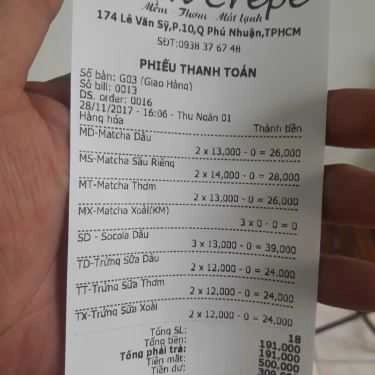 Crepe
Mềm Thơm Mát Lạnh
174 Lê Văn Sỹ,P.10,Q Phú Nhuận,TPHCM
SĐT:0938 37 67 48
PHIẾU THANH TOÁN
Số bàn: G03 (Giao Hàng)
Số bill: 0013
DS. order: 0016
28/11/2017 - 16:06 - Thu Ngân 01
Hàng hóa Thành tiền
MD-Matcha Dâu
2 x 13,000 - 0 = 26,000
MS-Matcha Sầu Riêng
2 x 14,000 - 0 = 28,000
MT-Matcha Thơm
2 x 13,000 - 0 = 26,000
MX-Matcha Xoài(KM)
3 x 0 - 0 = 0
SD - Socola Dâu
3 x 13,000 - 0 = 39,000
TD-Trứng Sữa Dâu
2 x 12,000 - 0 = 24,000
TT-Trứng Sữa Thơm
2 x 12,000 - 0 = 24,000
TX-Trứng Sữa Xoài
2 x 12,000 - 0 = 24,000
Tổng SL: 18
Tổng tiền: 191,000
Tổng phải trả: 191,000
Tiền mặt: 500,000
Tiền dư: 309,000